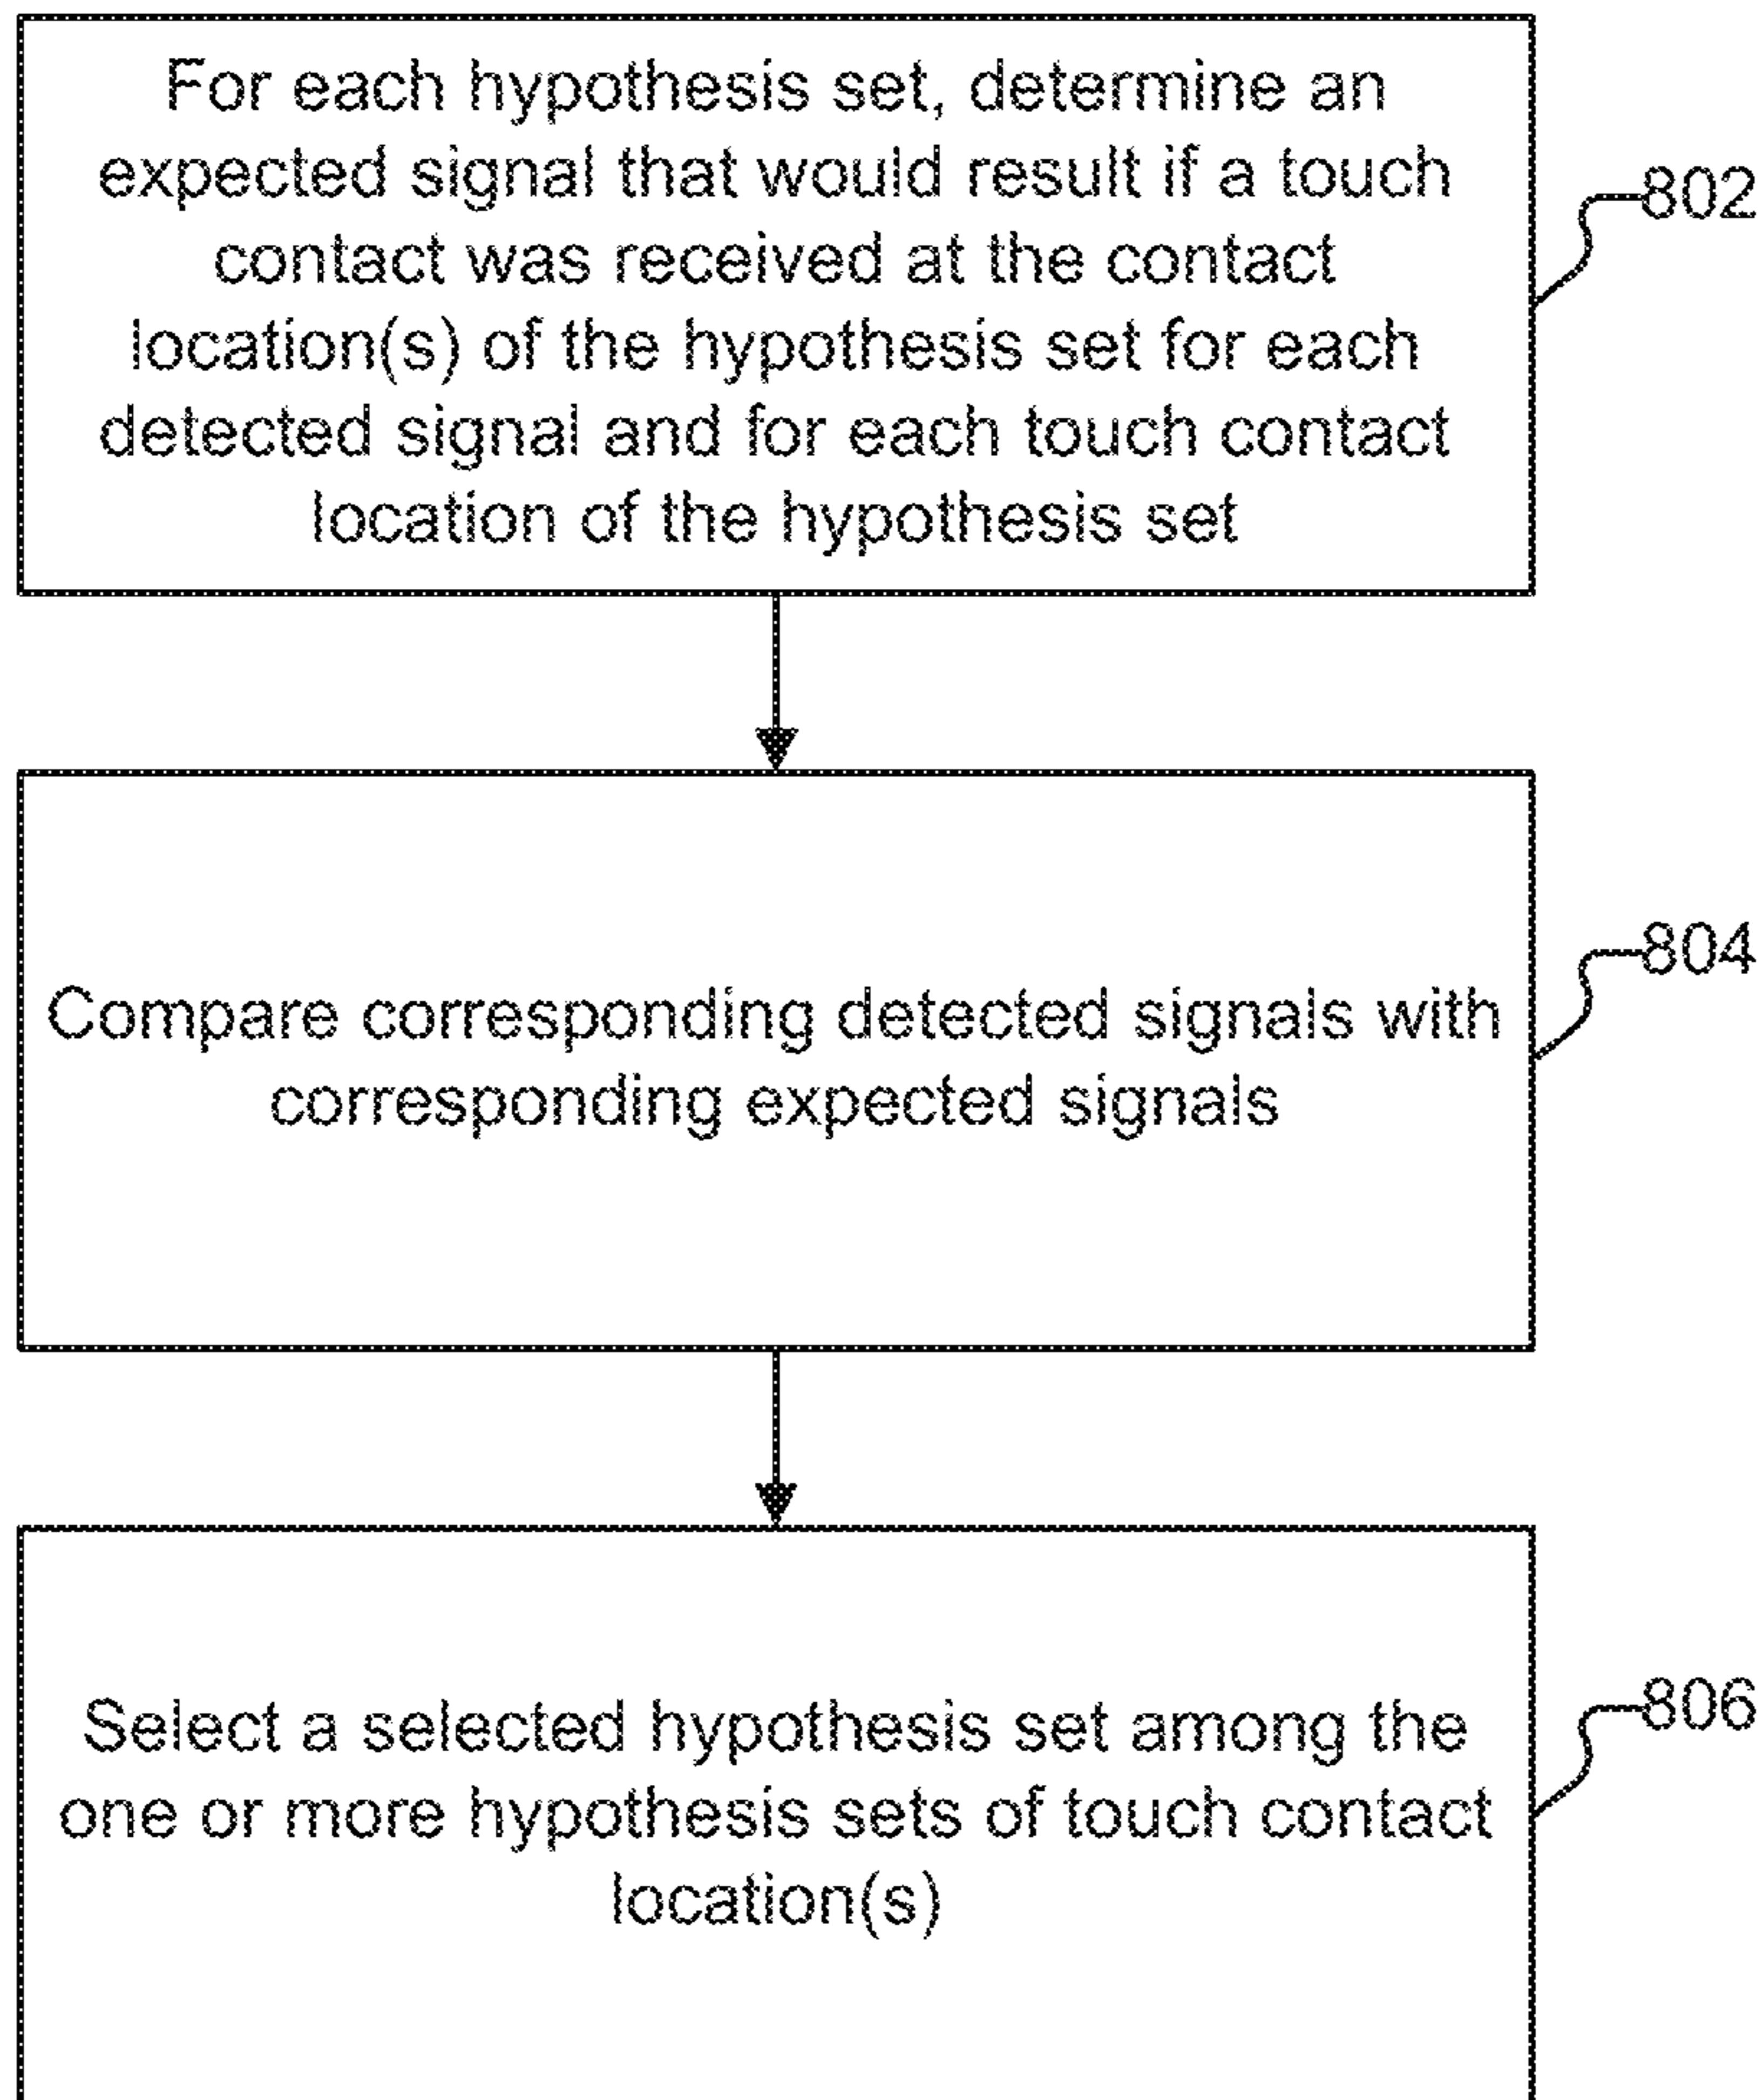 For each hypothesis set, determine an
expected signal that would result if a touch
contact was received at the contact
location(s) of the hypothesis set for each
detected signal and for each touch contact
location of the hypothesis set
802
Compare corresponding detected signals with
corresponding expected signals
804
Select a selected hypothesis set among the
one or more hypothesis sets of touch contact
location(s)
806